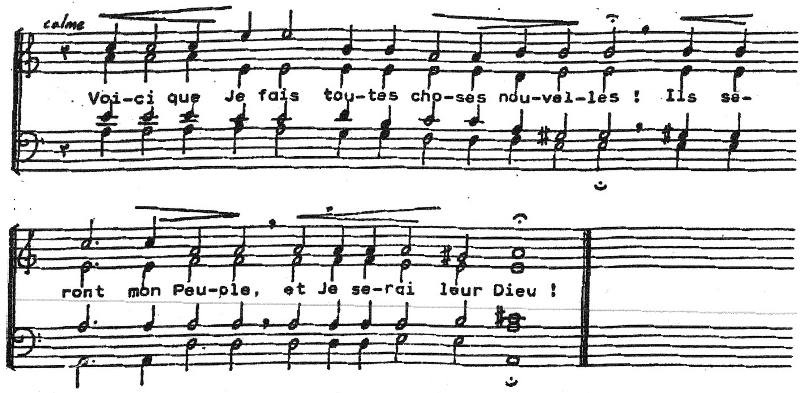 calme
Voi-ci que Je fais tou-tes cho-ses nou-vel-les ! Ils se-
ront mon Peu-ple, et Je se-rai leur Dieu !